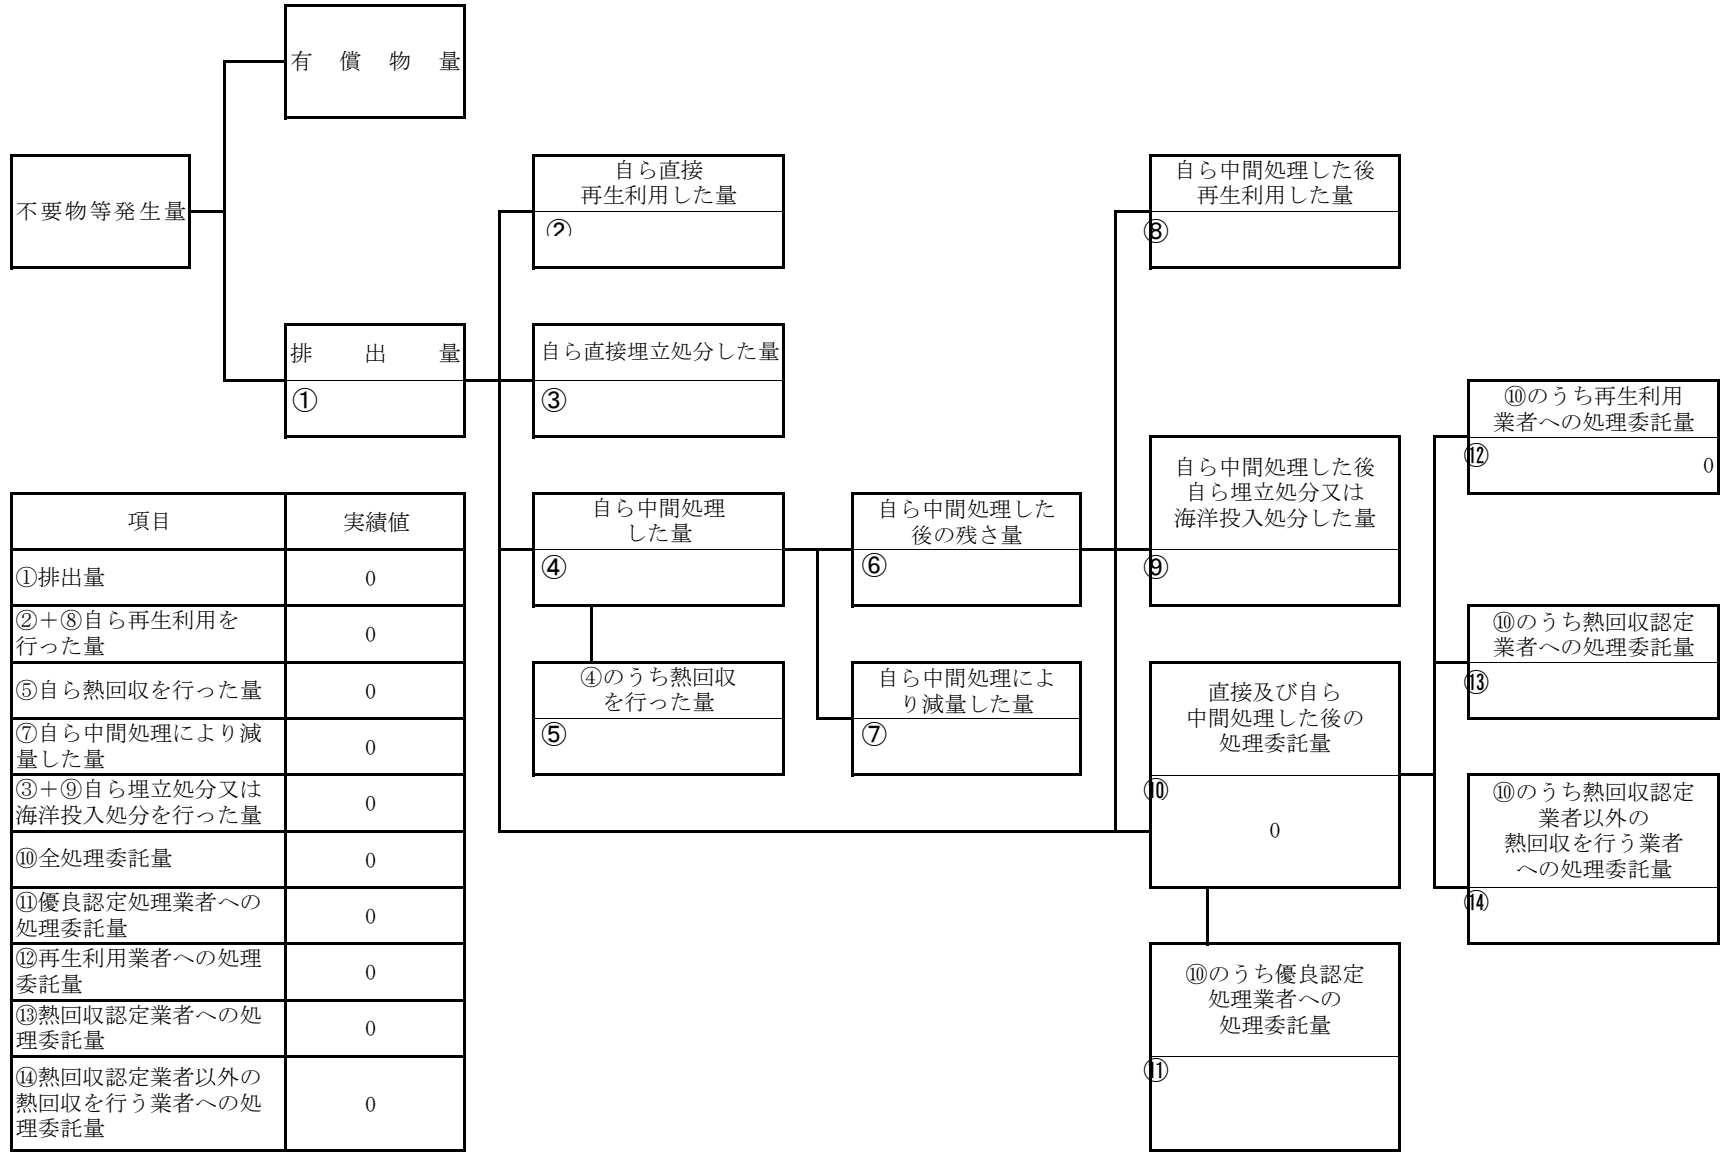 有償物量
不要物等発生量
自ら直接
再生利用した量
②
自ら中間処理した後
再生利用した量
⑧
排出量
①
自ら直接埋立処分した量
③
⑩のうち再生利用
業者への処理委託量
⑫
0
自ら中間処理した後
自ら埋立処分又は
海洋投入処分した量
⑨
自ら中間処理
した量
④
自ら中間処理した
後の残さ量
⑥
④のうち熱回収
を行った量
⑤
自ら中間処理によ
り減量した量
⑦
⑩のうち熱回収認定
業者への処理委託量
⑬
直接及び自ら
中間処理した後の
処理委託量
⑩
0
⑩のうち熱回収認定
業者以外の
熱回収を行う業者
への処理委託量
⑭
⑩のうち優良認定
処理業者への
処理委託量
⑪
項目 実績値
①排出量 0
②＋⑧自ら再生利用を
行った量 0
⑤自ら熱回収を行った量 0
⑦自ら中間処理により減
量した量 0
③＋⑨自ら埋立処分又は
海洋投入処分を行った量 0
⑩全処理委託量 0
⑪優良認定処理業者への
処理委託量 0
⑫再生利用業者への処理
委託量 0
⑬熱回収認定業者への処
理委託量 0
⑭熱回収認定業者以外の
熱回収を行う業者への処
理委託量 0